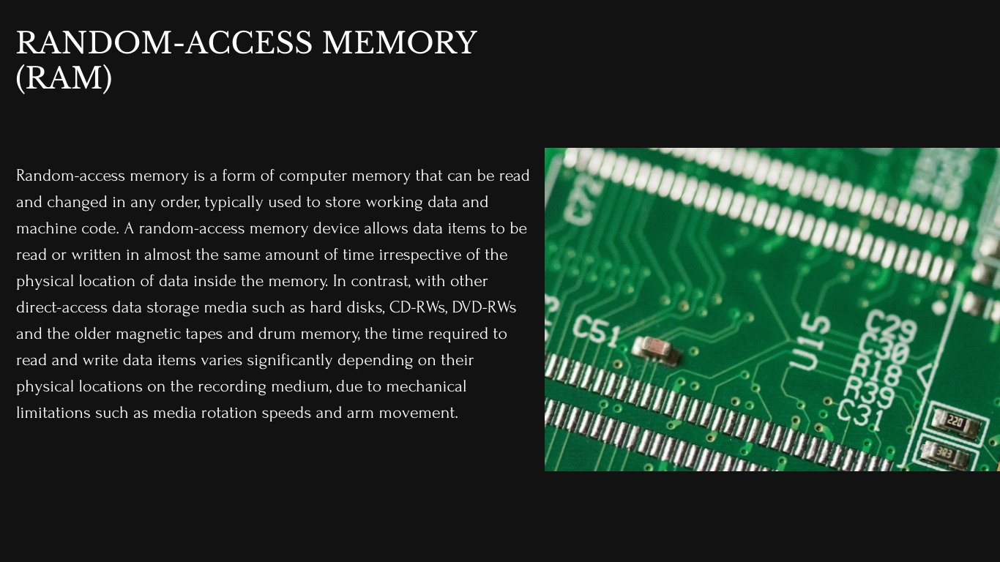 RANDOM-ACCESS MEMORY
(RAM)
Random-access memory is a form of computer memory that can be read
and changed in any order, typically used to store working data and
machine code. A random-access memory device allows data items to be
read or written in almost the same amount of time irrespective of the
physical location of data inside the memory. In contrast, with other
direct-access data storage media such as hard disks, CD-RWs, DVD-RWs
and the older magnetic tapes and drum memory, the time required to
read and write data items varies significantly depending on their
physical locations on the recording medium, due to mechanical
limitations such as media rotation speeds and arm movement.
C51
U15
C29
C30
R18
R39
C31
220